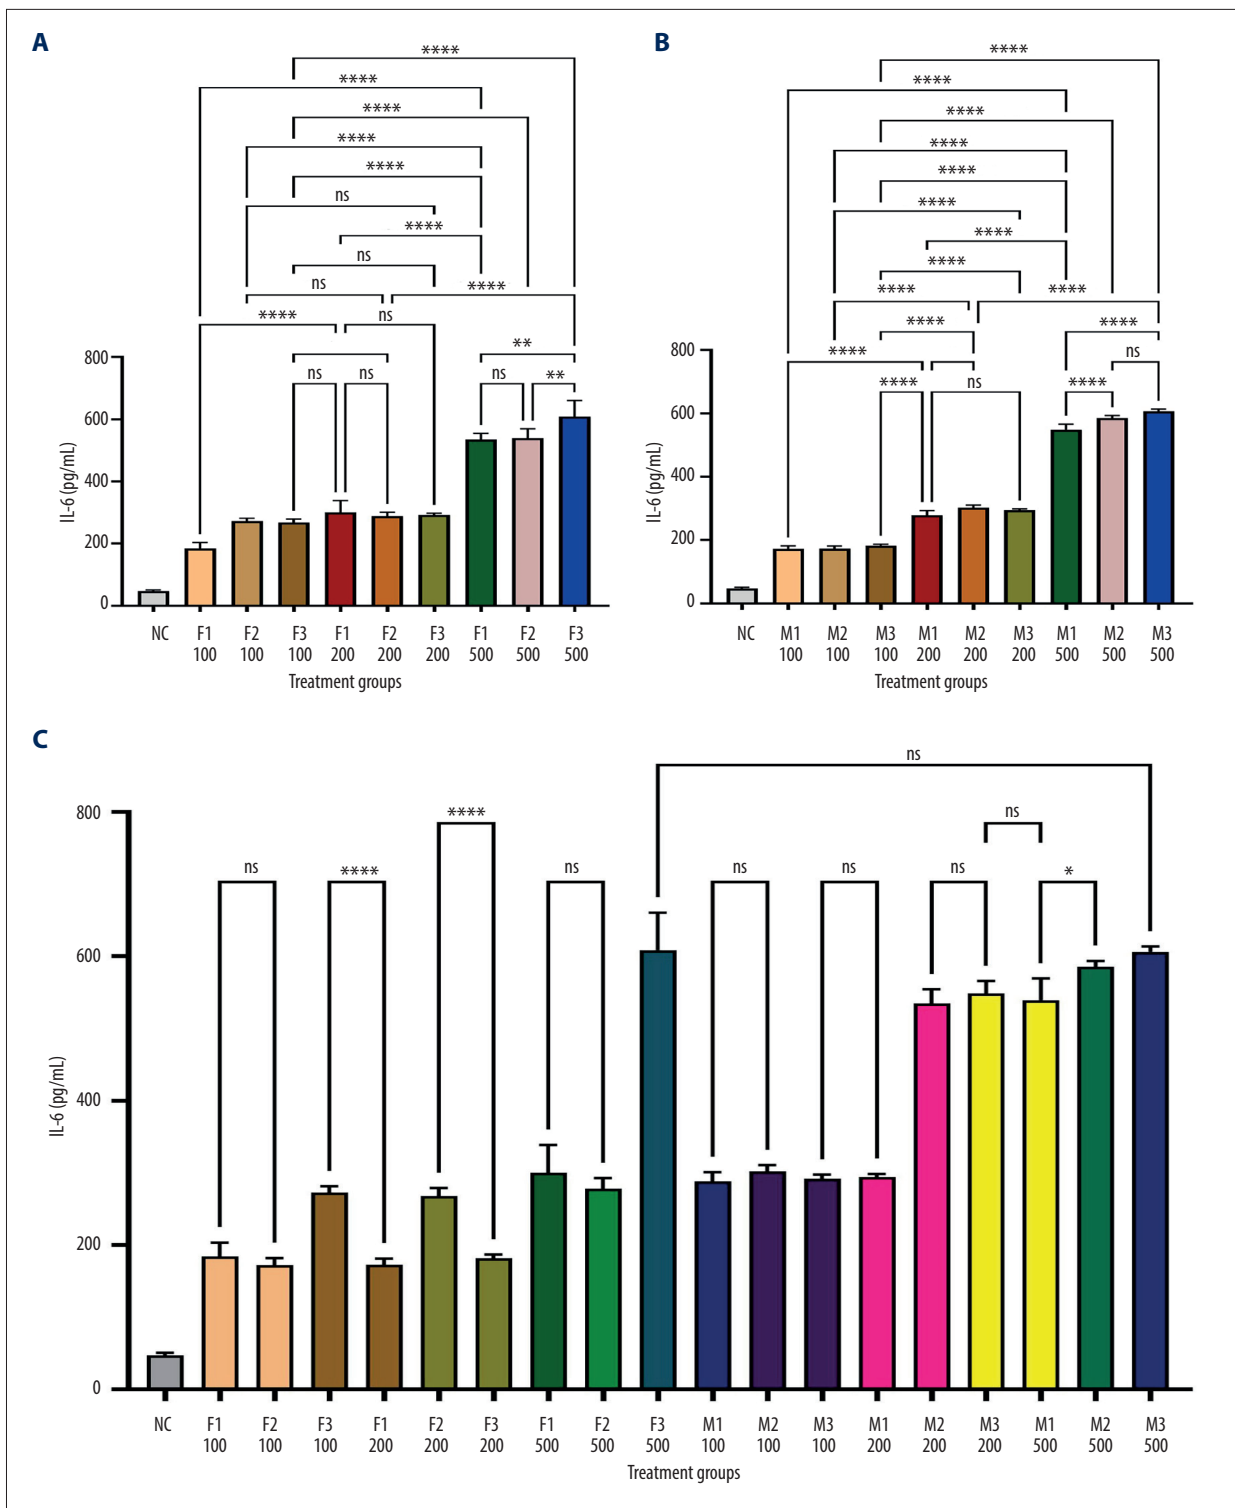 A
****
****
****
****
****
ns
****
ns
ns
****
****
ns
**
ns
ns
ns
**
800
600
400
200
0
IL-6 (pg/mL)
NC F1 F2 F3 F1 F2 F3 F1 F2 F3
100 100 100 200 200 200 500 500 500
Treatment groups
B
****
****
****
****
****
****
****
****
****
****
****
****
****
ns
****
ns
****
800
600
400
200
0
IL-6 (pg/mL)
NC M1 M2 M3 M1 M2 M3 M1 M2 M3
100 100 100 200 200 200 500 500 500
Treatment groups
C
ns
****
ns
ns
****
ns
ns
ns
ns
*
800
600
400
200
0
IL-6 (pg/mL)
NC F1 F2 F3 F1 F2 F3 F1 F2 F3 M1 M2 M3 M1 M2 M3 M1 M2 M3
100 100 100 200 200 200 500 500 500 100 100 100 200 200 200 500 500 500
Treatment groups